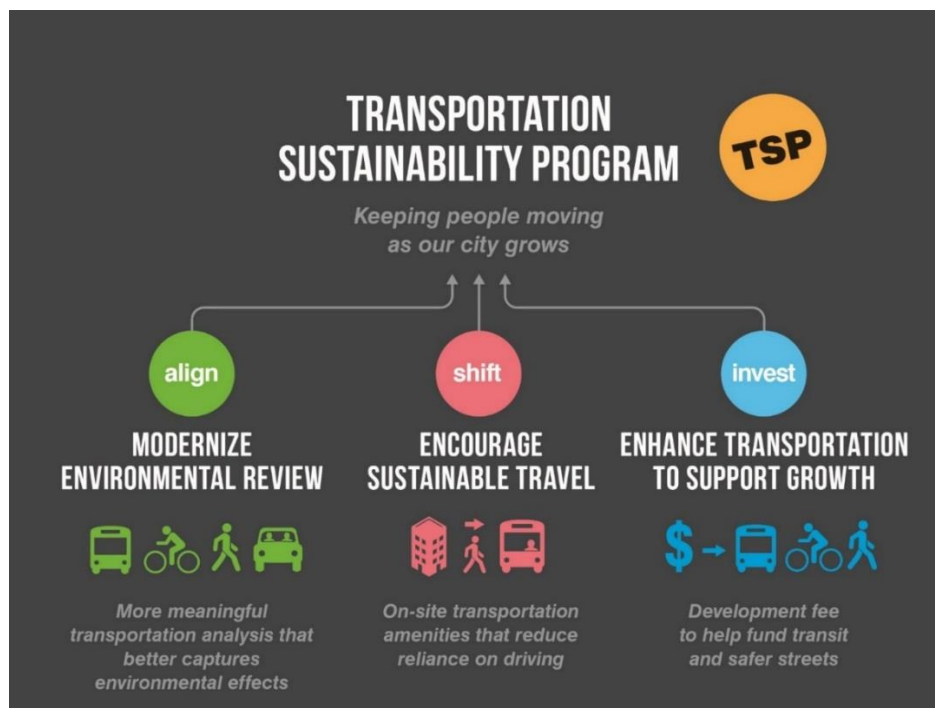 TRANSPORTATION
SUSTAINABILITY PROGRAM
TSP
Keeping people moving
as our city grows
align
MODERNIZE
ENVIRONMENTAL REVIEW
More meaningful
transportation analysis that
better captures
environmental effects
shift
ENCOURAGE
SUSTAINABLE TRAVEL
On-site transportation
amenities that reduce
reliance on driving
invest
ENHANCE TRANSPORTATION
TO SUPPORT GROWTH
$
Development fee
to help fund transit
and safer streets